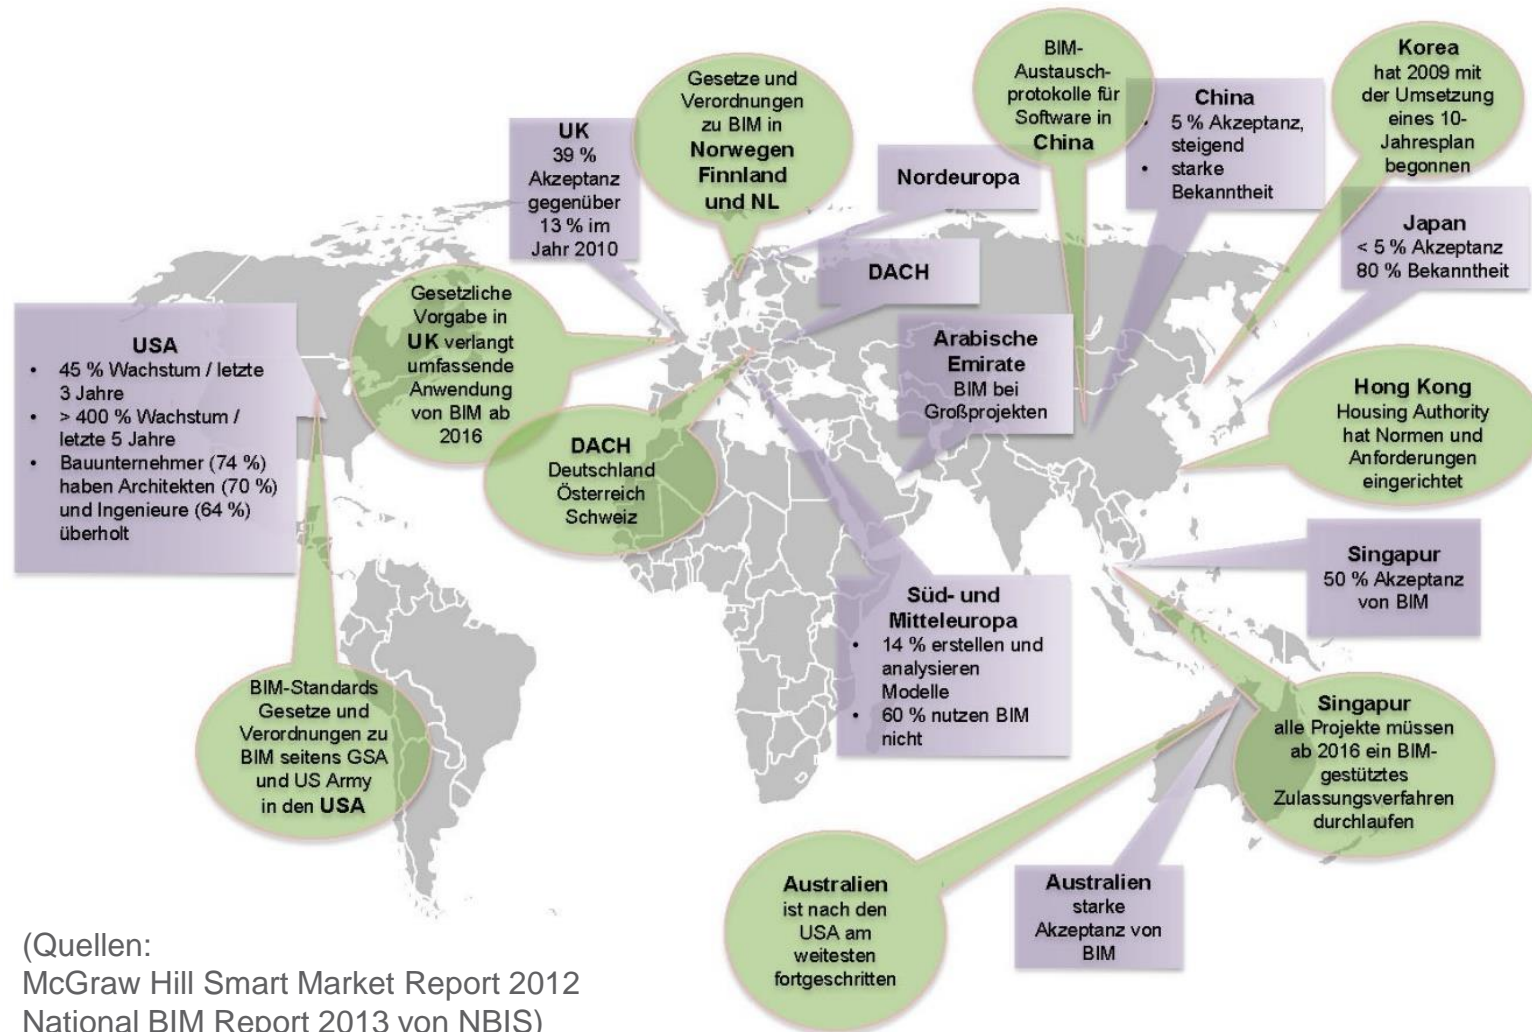 UK
39 %
Akzeptanz
gegenüber
13 % im
Jahr 2010
Gesetze und
Verordnungen
zu BIM in
Norwegen
Finnland
und NL
Nordeuropa
DACH
BIM-
Austausch-
protokolle für
Software in
China
China
• 5 % Akzeptanz,
steigend
• starke
Bekanntheit
Korea
hat 2009 mit
der Umsetzung
eines 10-
Jahresplan
begonnen
Japan
< 5 % Akzeptanz
80 % Bekanntheit
USA
• 45 % Wachstum / letzte
3 Jahre
• > 400 % Wachstum /
letzte 5 Jahre
• Bauunternehmer (74 %)
haben Architekten (70 %)
und Ingenieure (64 %)
überholt
Gesetzliche
Vorgabe in
UK verlangt
umfassende
Anwendung
von BIM ab
2016
DACH
Deutschland
Österreich
Schweiz
Arabische
Emirate
BIM bei
Großprojekten
Hong Kong
Housing Authority
hat Normen und
Anforderungen
eingerichtet
Singapur
50 % Akzeptanz
von BIM
Süd- und
Mitteleuropa
• 14 % erstellen und
analysieren
Modelle
• 60 % nutzen BIM
nicht
BIM-Standards
Gesetze und
Verordnungen zu
BIM seitens GSA
und US Army
in den USA
Singapur
alle Projekte müssen
ab 2016 ein BIM-
gestütztes
Zulassungsverfahren
durchlaufen
Australien
ist nach den
USA am
weitesten
fortgeschritten
Australien
starke
Akzeptanz von
BIM
(Quellen:
McGraw Hill Smart Market Report 2012
National BIM Report 2013 von NBIS)